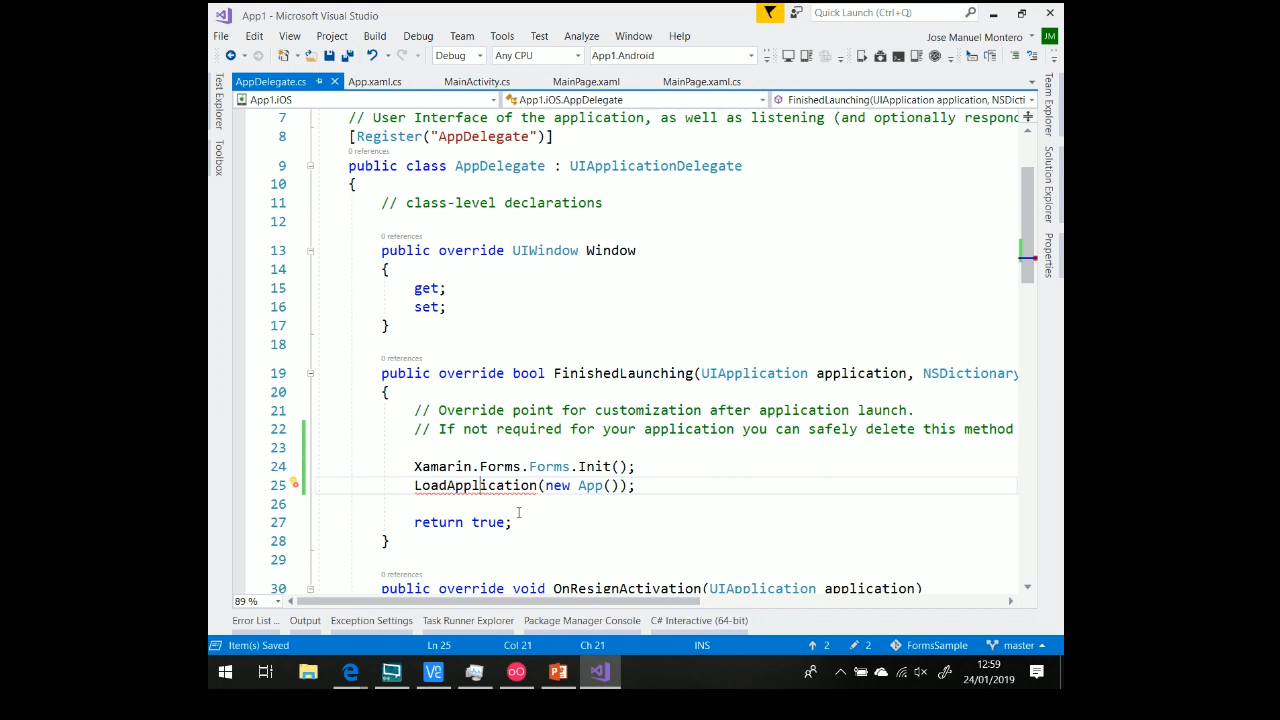 App1 - Microsoft Visual Studio
Quick Launch (Ctrl+Q)
File Edit View Project Build Debug Team Tools Test Analyze Window Help
Jose Manuel Montero JM
Debug Any CPU App1.Android
AppDelegate.cs App.xaml.cs MainActivity.cs MainPage.xaml MainPage.xaml.cs
App1.iOS App1.iOS.AppDelegate FinishedLaunching(UIApplication application, NSDicti
Test Explorer
Toolbox
Team Explorer
Solution Explorer
Properties
7 // User Interface of the application, as well as listening (and optionally respond
8 [Register("AppDelegate")]
0 references
9 public class AppDelegate : UIApplicationDelegate
10 {
11 // class-level declarations
12
0 references
13 public override UIWindow Window
14 {
15 get;
16 set;
17 }
18
0 references
19 public override bool FinishedLaunching(UIApplication application, NSDictionary
20 {
21 // Override point for customization after application launch.
22 // If not required for your application you can safely delete this method
23
24 Xamarin.Forms.Forms.Init();
25 LoadApplication(new App());
26
27 return true;
28 }
29
0 references
30 public override void OnResignActivation(UIApplication application)
89 %
Error List ... Output Exception Settings Task Runner Explorer Package Manager Console C# Interactive (64-bit)
Item(s) Saved Ln 25 Col 21 Ch 21 INS 2 2 FormsSample master
12:59
24/01/2019